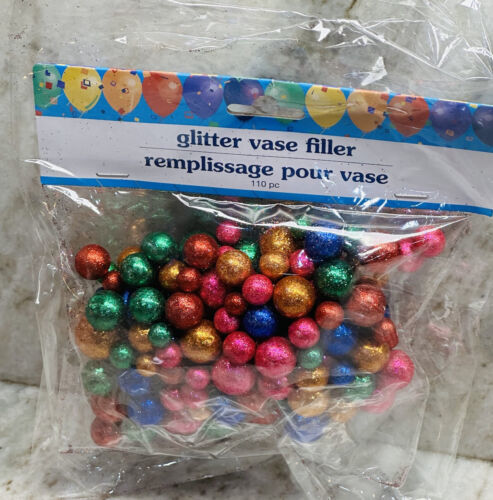 glitter vase filler
remplissage pour vase
110 pc